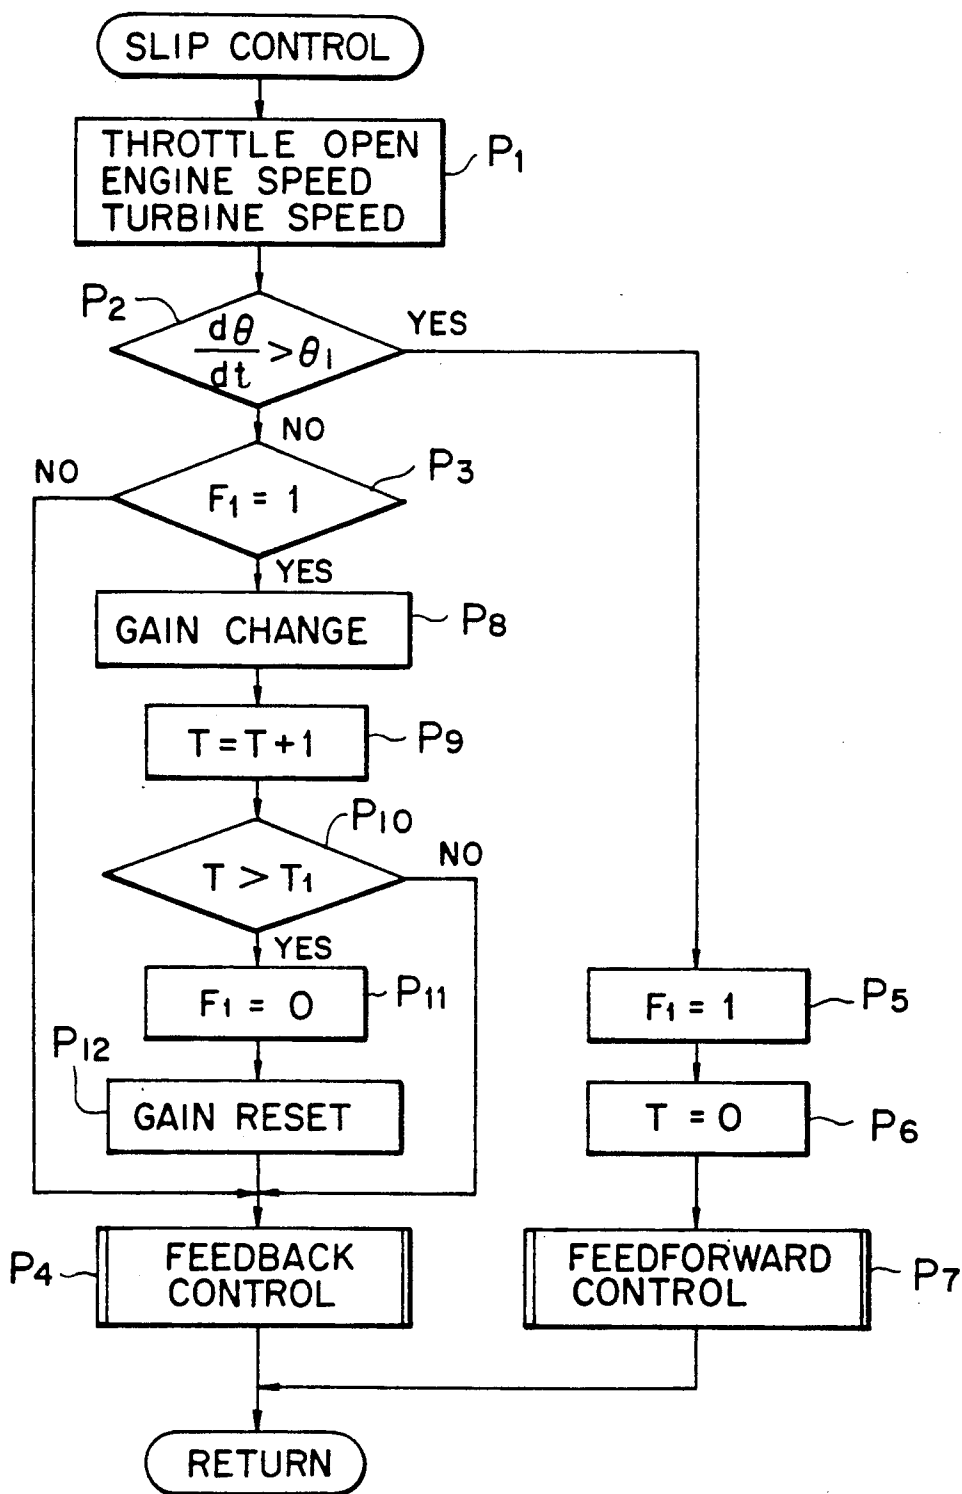 SLIP CONTROL
THROTTLE OPEN
ENGINE SPEED
TURBINE SPEED
P1
P2
dθ/dt > θ1
YES
NO
NO
F1 = 1
P3
YES
GAIN CHANGE
P8
T = T + 1
P9
P10
T > T1
NO
YES
F1 = 0
P11
F1 = 1
P5
P12
GAIN RESET
T = 0
P6
P4
FEEDBACK
CONTROL
FEEDFORWARD
CONTROL
P7
RETURN